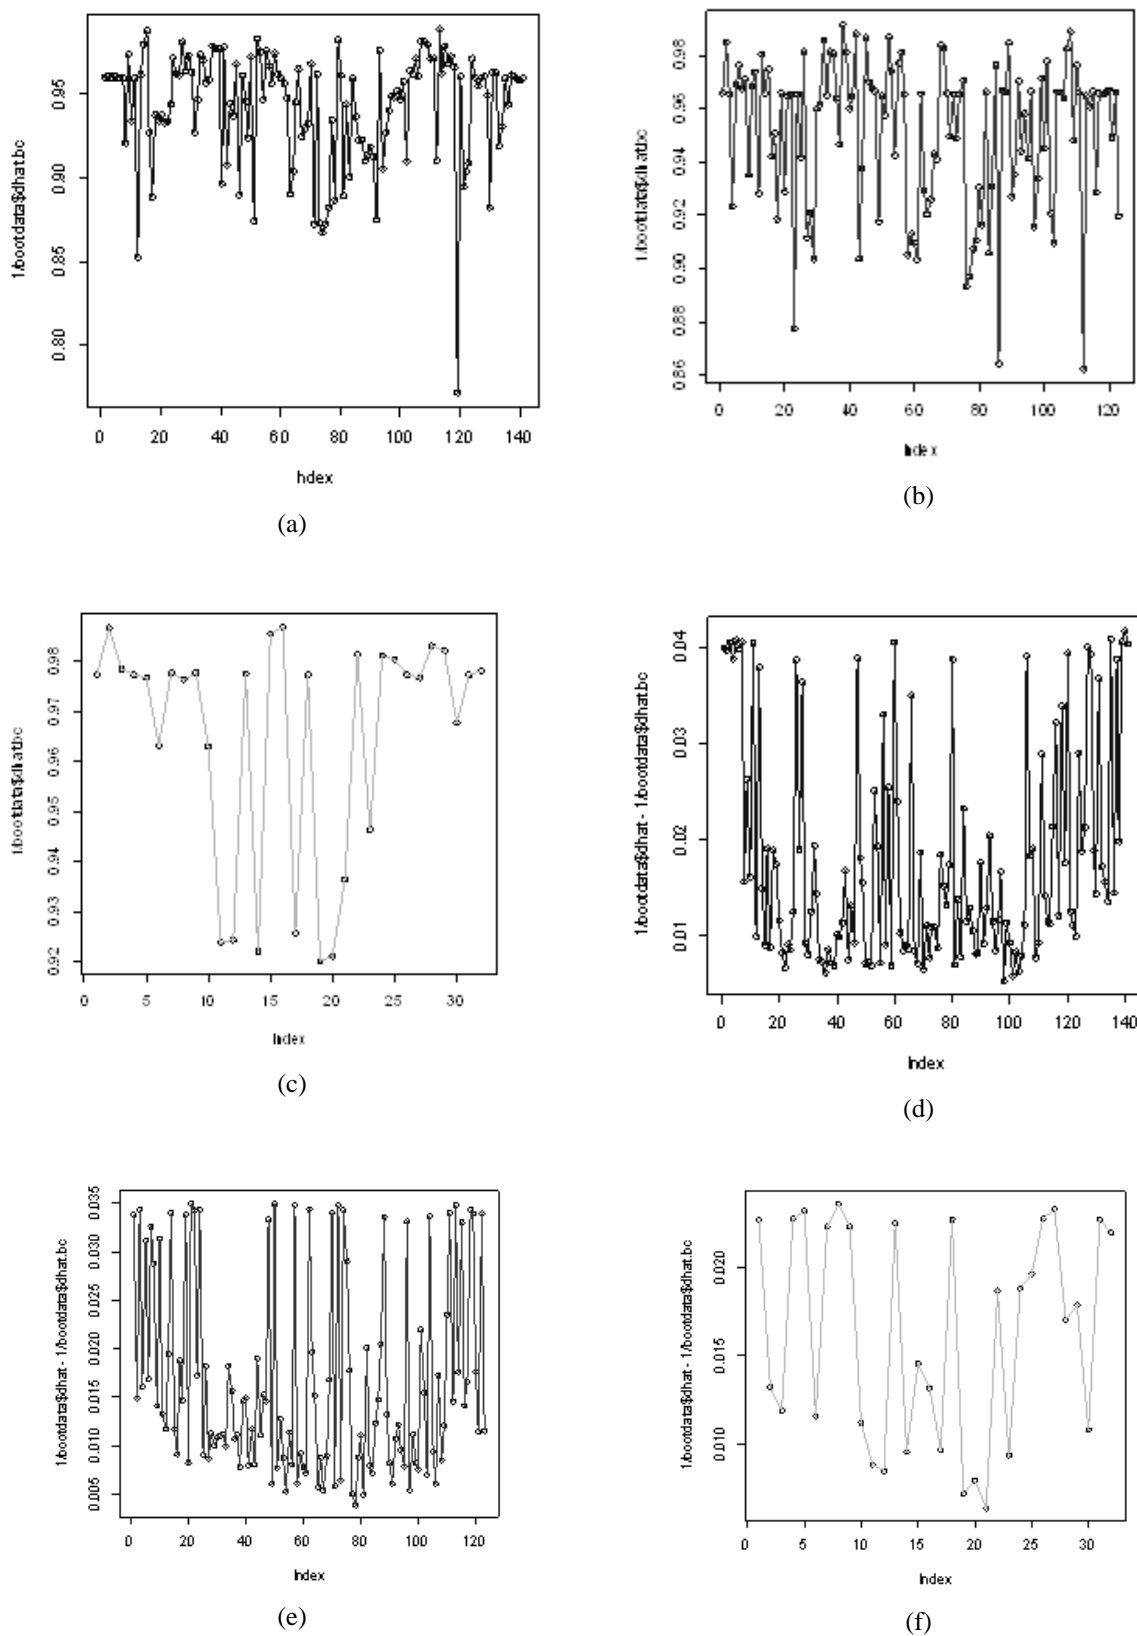 1/bootdata$dhat.bc
0.95
0.90
0.85
0.80
0 20 40 60 80 100 120 140
Index
(a)
1/bootdata$dhat.bc
0.98
0.96
0.94
0.92
0.90
0.88
0.86
0 20 40 60 80 100 120
Index
(b)
1/bootdata$dhat.bc
0.98
0.97
0.96
0.95
0.94
0.93
0.92
0 5 10 15 20 25 30
Index
(c)
1/bootdata$dhat - 1/bootdata$dhat.bc
0.04
0.03
0.02
0.01
0 20 40 60 80 100 120 140
Index
(d)
1/bootdata$dhat - 1/bootdata$dhat.bc
0.035
0.030
0.025
0.020
0.015
0.010
0.005
0 20 40 60 80 100 120
Index
(e)
1/bootdata$dhat - 1/bootdata$dhat.bc
0.020
0.015
0.010
0 5 10 15 20 25 30
Index
(f)